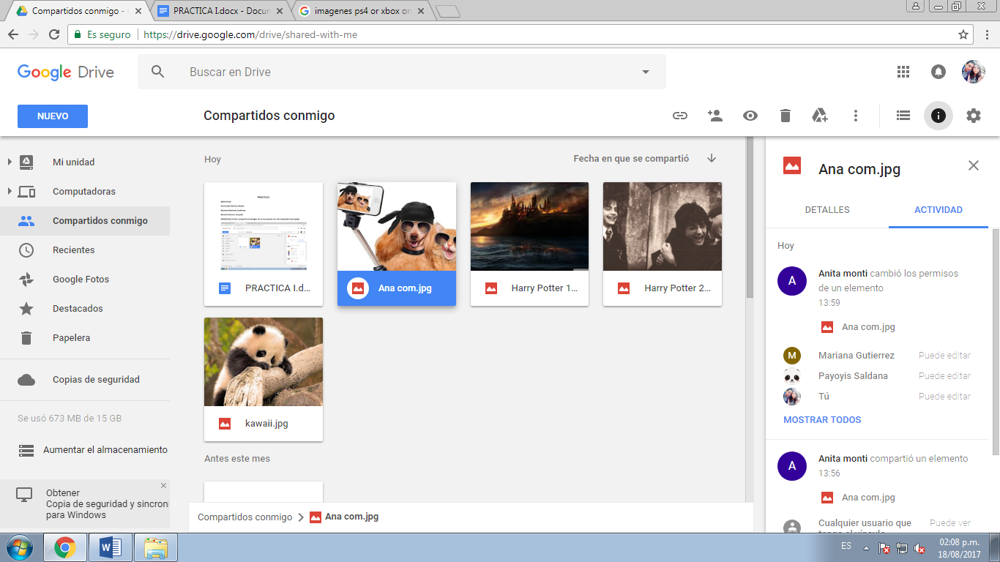 Compartidos conmigo -
PRACTICA I.docx - Docum
imagenes ps4 or xbox on
Es seguro
https://drive.google.com/drive/shared-with-me
Google Drive
Buscar en Drive
NUEVO
Compartidos conmigo
Mi unidad
Computadoras
Compartidos conmigo
Recientes
Google Fotos
Destacados
Papelera
Copias de seguridad
Se usó 673 MB de 15 GB
Aumentar el almacenamiento
Obtener
Copia de seguridad y sincroni
para Windows
Hoy
Fecha en que se compartió
PRACTICA I
PRACTICA I.d...
Ana com.jpg
Harry Potter 1...
Harry Potter 2...
kawaii.jpg
Antes este mes
Compartidos conmigo
Ana com.jpg
Ana com.jpg
DETALLES
ACTIVIDAD
Hoy
A
Anita monti cambió los permisos
de un elemento
13:59
Ana com.jpg
M
Mariana Gutierrez
Puede editar
Payoyis Saldana
Puede editar
Tú
Puede editar
MOSTRAR TODOS
A
Anita monti compartió un elemento
13:56
Ana com.jpg
Cualquier usuario que
Puede ver
tenga el vínculo
ES
02:08 p.m.
18/08/2017